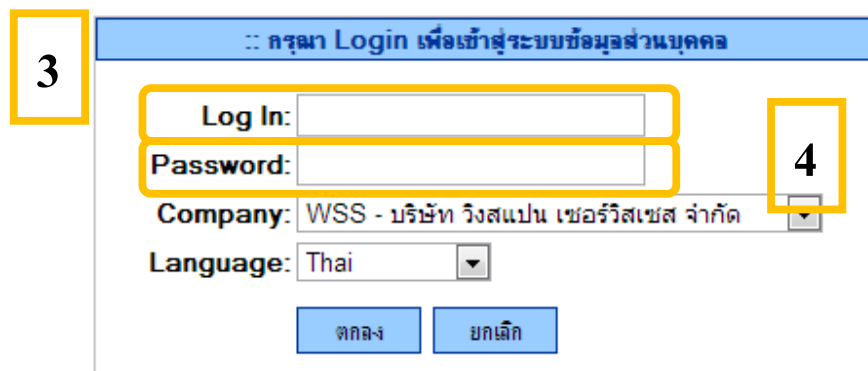 3
:: กรุณา Login เพื่อเข้าสู่ระบบข้อมูลส่วนบุคคล
Log In:
Password:
4
Company: WSS - บริษัท วิงสแปน เซอร์วิสเซส จำกัด
Language: Thai
ตกลง ยกเลิก